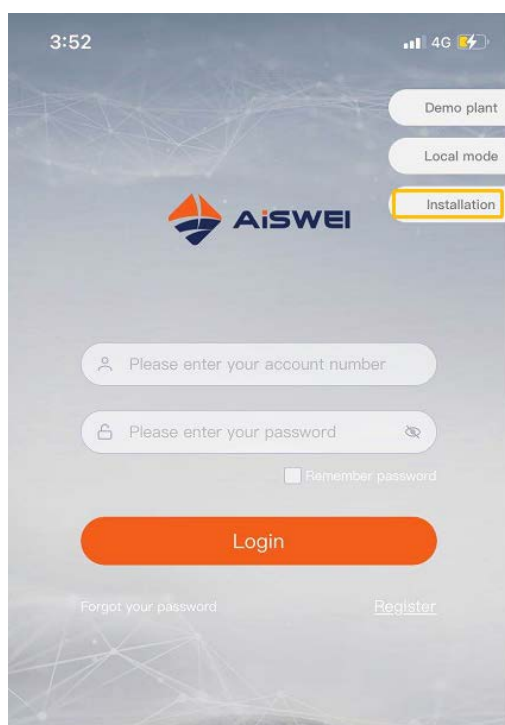 3:52
4G
Demo plant
Local mode
Installation
AiSWEI
Please enter your account number
Please enter your password
Remember password
Login
Forgot your password
Register